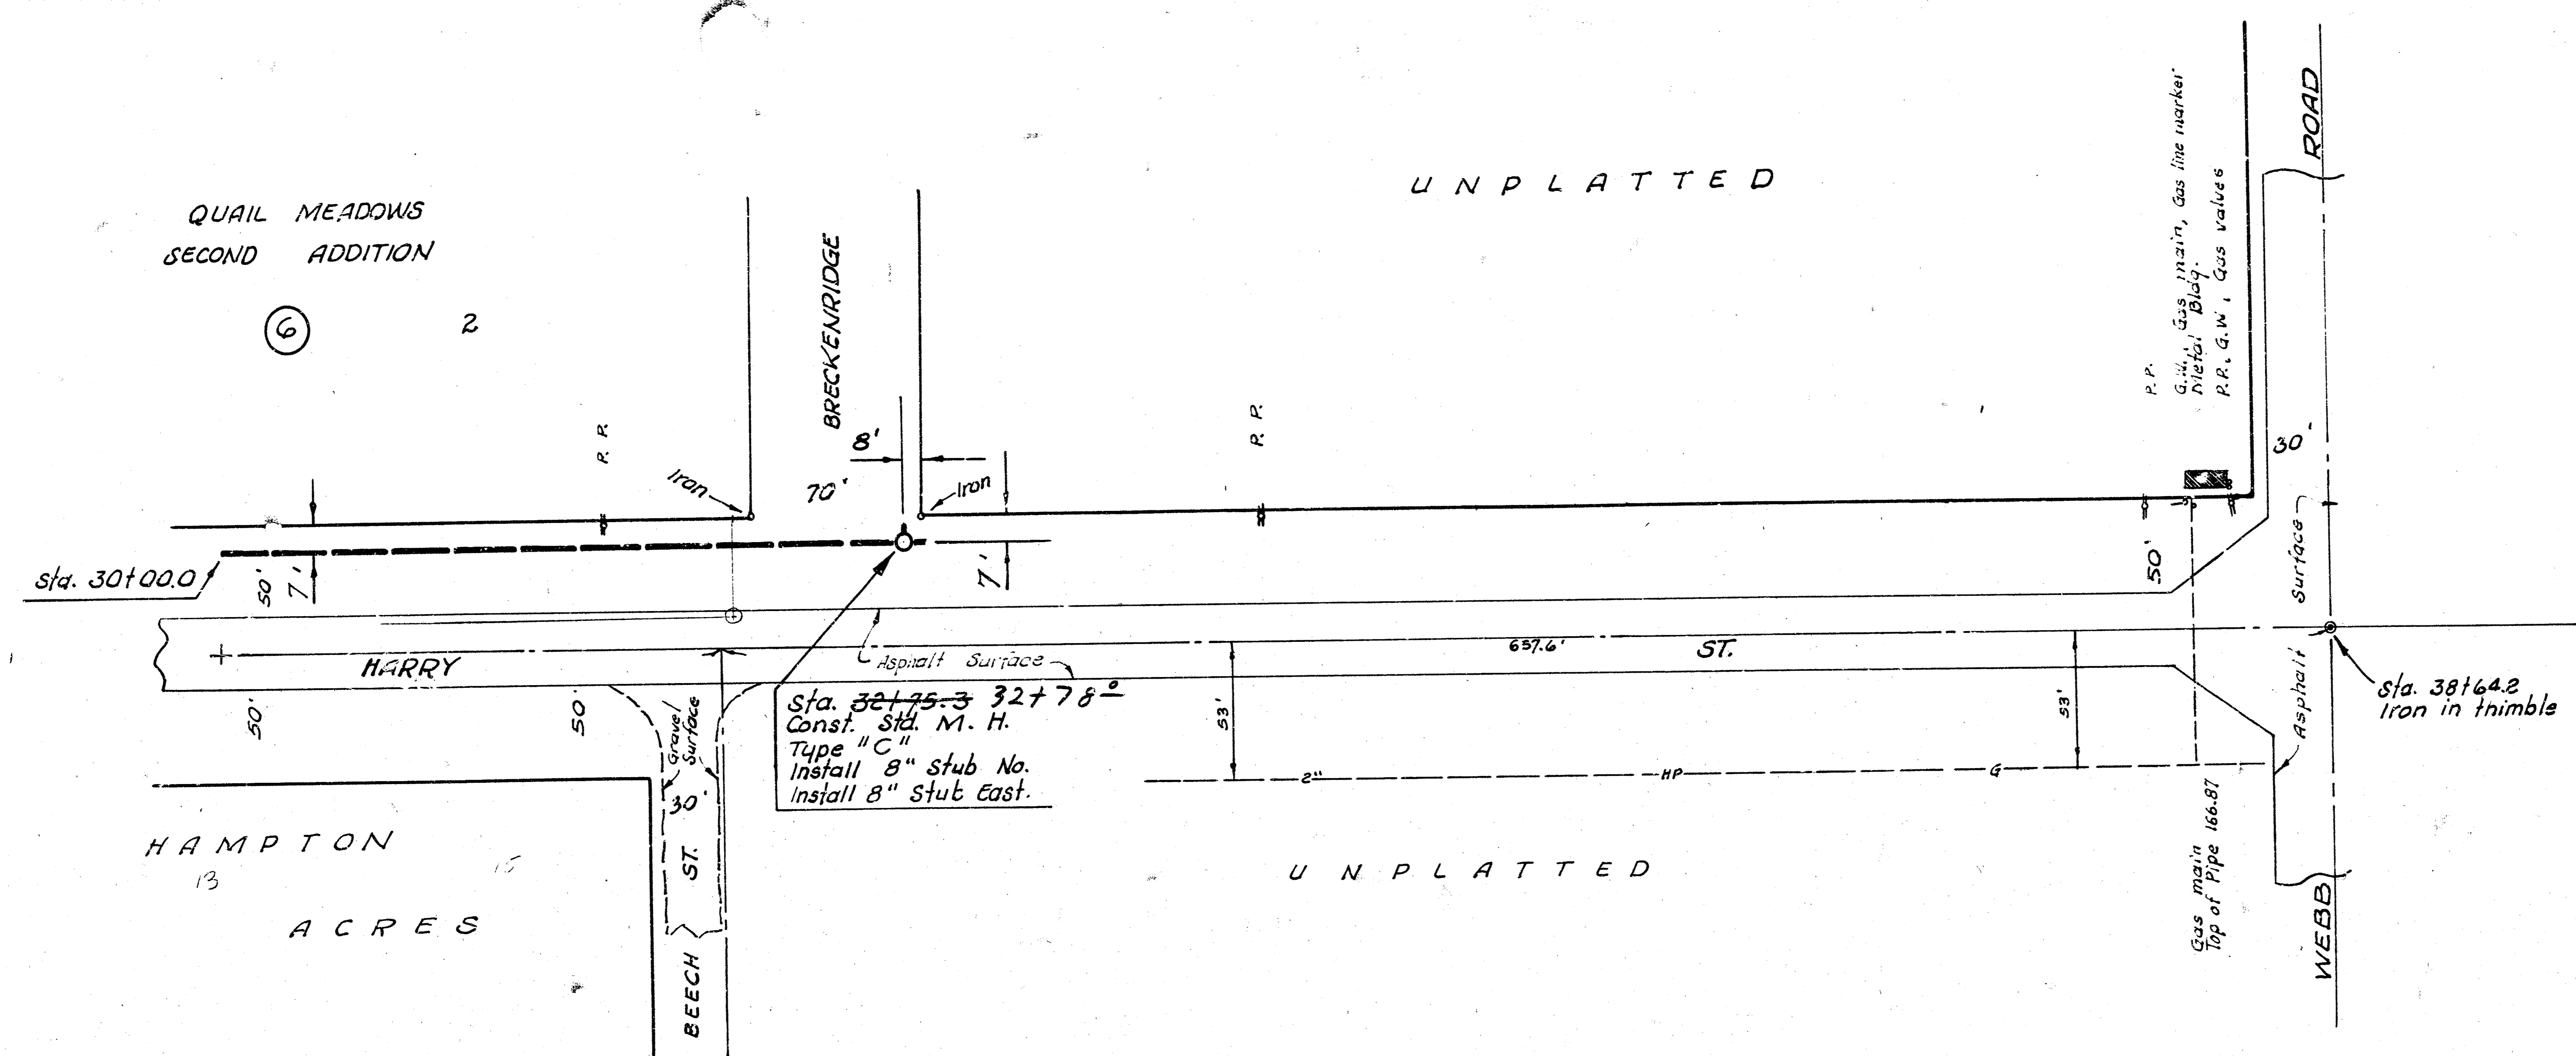 QUAIL MEADOWS
SECOND ADDITION
6
2
BRECKENRIDGE
UNPLATTED
ROAD
P.P.
G.W., Gas main, Gas line marker
Metal Bldg.
P.P., G.W., Gas valves
P.P.
P.P.
8'
70'
Iron
Iron
30'
Sta. 30+00.0
50'
7'
7'
50'
Surface
Asphalt
HARRY
Asphalt Surface
657.6'
ST.
Sta. 38+64.2
Iron in thimble
50'
50'
Gravel
Surface
Sta. 32+75.3 32+78⁰
Const. Std. M. H.
Type "C"
Install 8" Stub No.
Install 8" Stub East.
53'
53'
2"
HP
G
30'
HAMPTON
13
15
ACRES
BEECH ST.
UNPLATTED
Gas main
Top of Pipe 166.87
WEBB